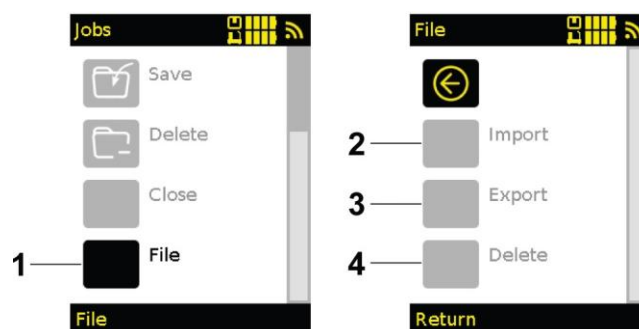 Jobs
Save
Delete
Close
1
File
File
File
2
Import
3
Export
4
Delete
Return